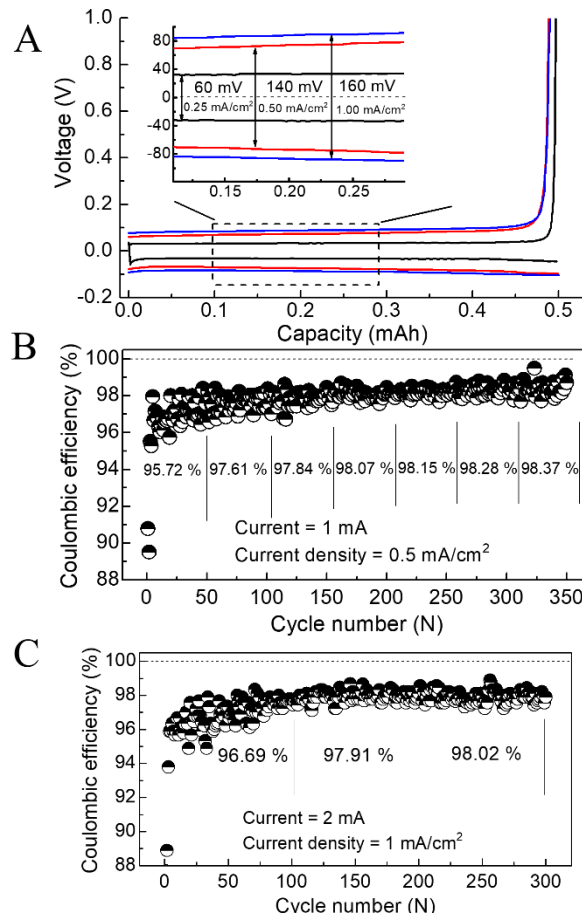 A
80
40
0
-40
-80
60 mV 140 mV 160 mV
0.25 mA/cm² 0.50 mA/cm² 1.00 mA/cm²
0.15 0.20 0.25
1.0
0.8
0.6
0.4
0.2
0.0
-0.2
Voltage (V)
0.0 0.1 0.2 0.3 0.4 0.5
Capacity (mAh)
B
100
98
96
94
92
90
88
Coulombic efficiency (%)
95.72 % 97.61 % 97.84 % 98.07 % 98.15 % 98.28 % 98.37 %
Current = 1 mA
Current density = 0.5 mA/cm²
0 50 100 150 200 250 300 350
Cycle number (N)
C
100
98
96
94
92
90
88
Coulombic efficiency (%)
96.69 % 97.91 % 98.02 %
Current = 2 mA
Current density = 1 mA/cm²
0 50 100 150 200 250 300
Cycle number (N)